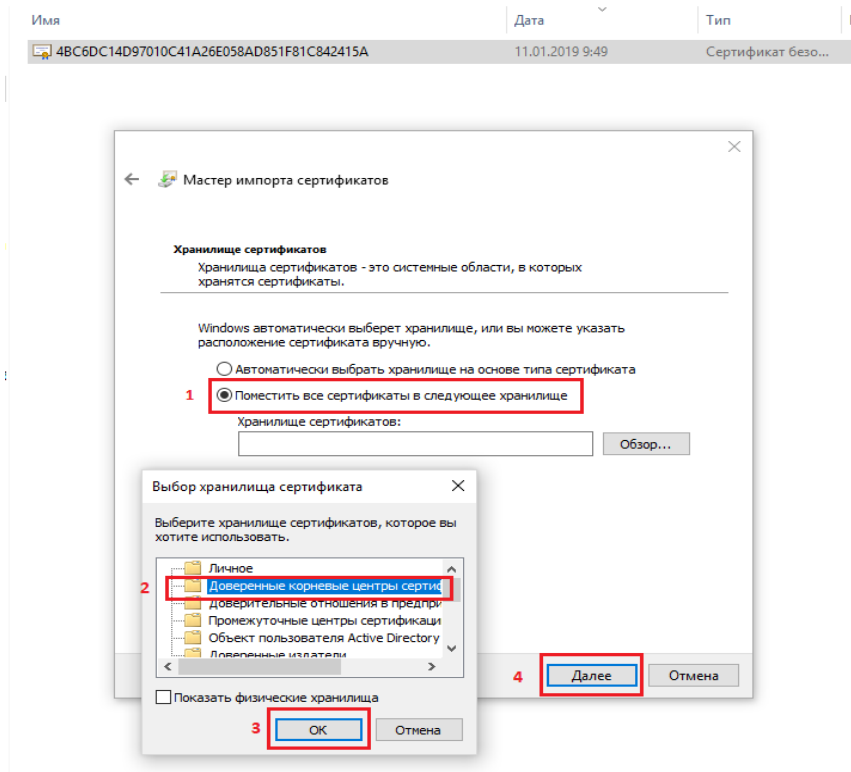 Имя Дата Тип
4BC6DC14D97010C41A26E058AD851F81C842415A 11.01.2019 9:49 Сертификат безо...
Мастер импорта сертификатов
Хранилище сертификатов
Хранилища сертификатов - это системные области, в которых
хранятся сертификаты.
Windows автоматически выберет хранилище, или вы можете указать
расположение сертификата вручную.
Автоматически выбрать хранилище на основе типа сертификата
1 Поместить все сертификаты в следующее хранилище
Хранилище сертификатов:
Обзор...
Выбор хранилища сертификата
Выберите хранилище сертификатов, которое вы
хотите использовать.
Личное
2 Доверенные корневые центры сертиф
Доверительные отношения в предпри
Промежуточные центры сертификаци
Объект пользователя Active Directory
Доверенные издатели
4 Далее Отмена
Показать физические хранилища
3 ОК Отмена